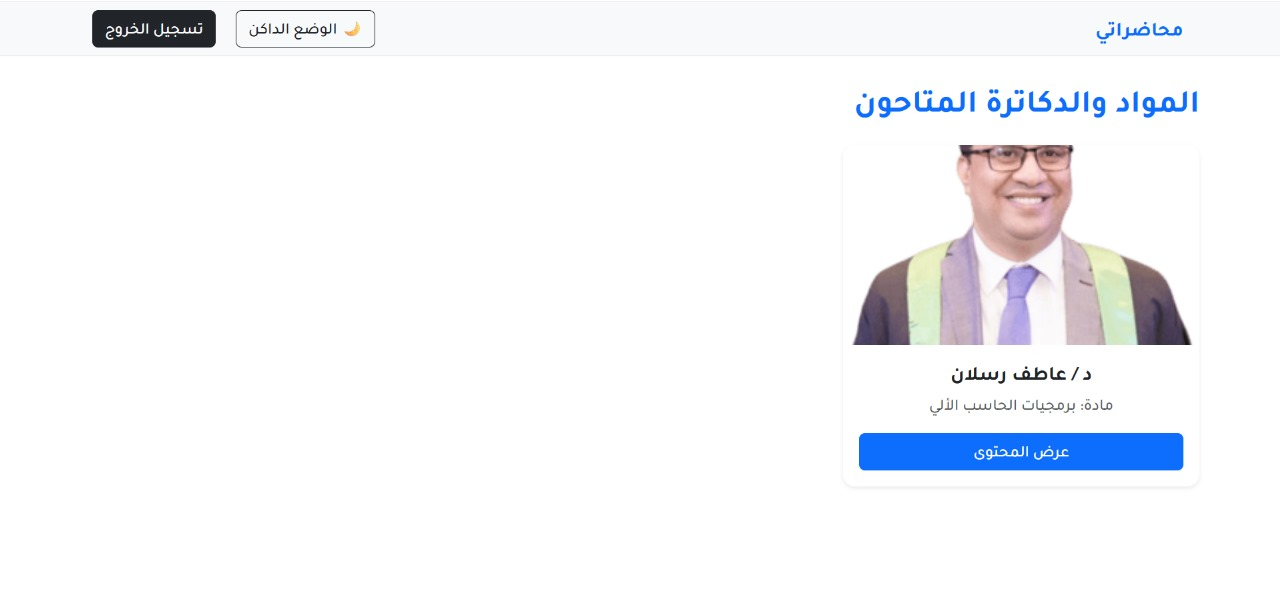 محاضراتي
🌙 الوضع الداكن
تسجيل الخروج
المواد والدكاترة المتاحون
د / عاطف رسلان
مادة: برمجيات الحاسب الألي
عرض المحتوى